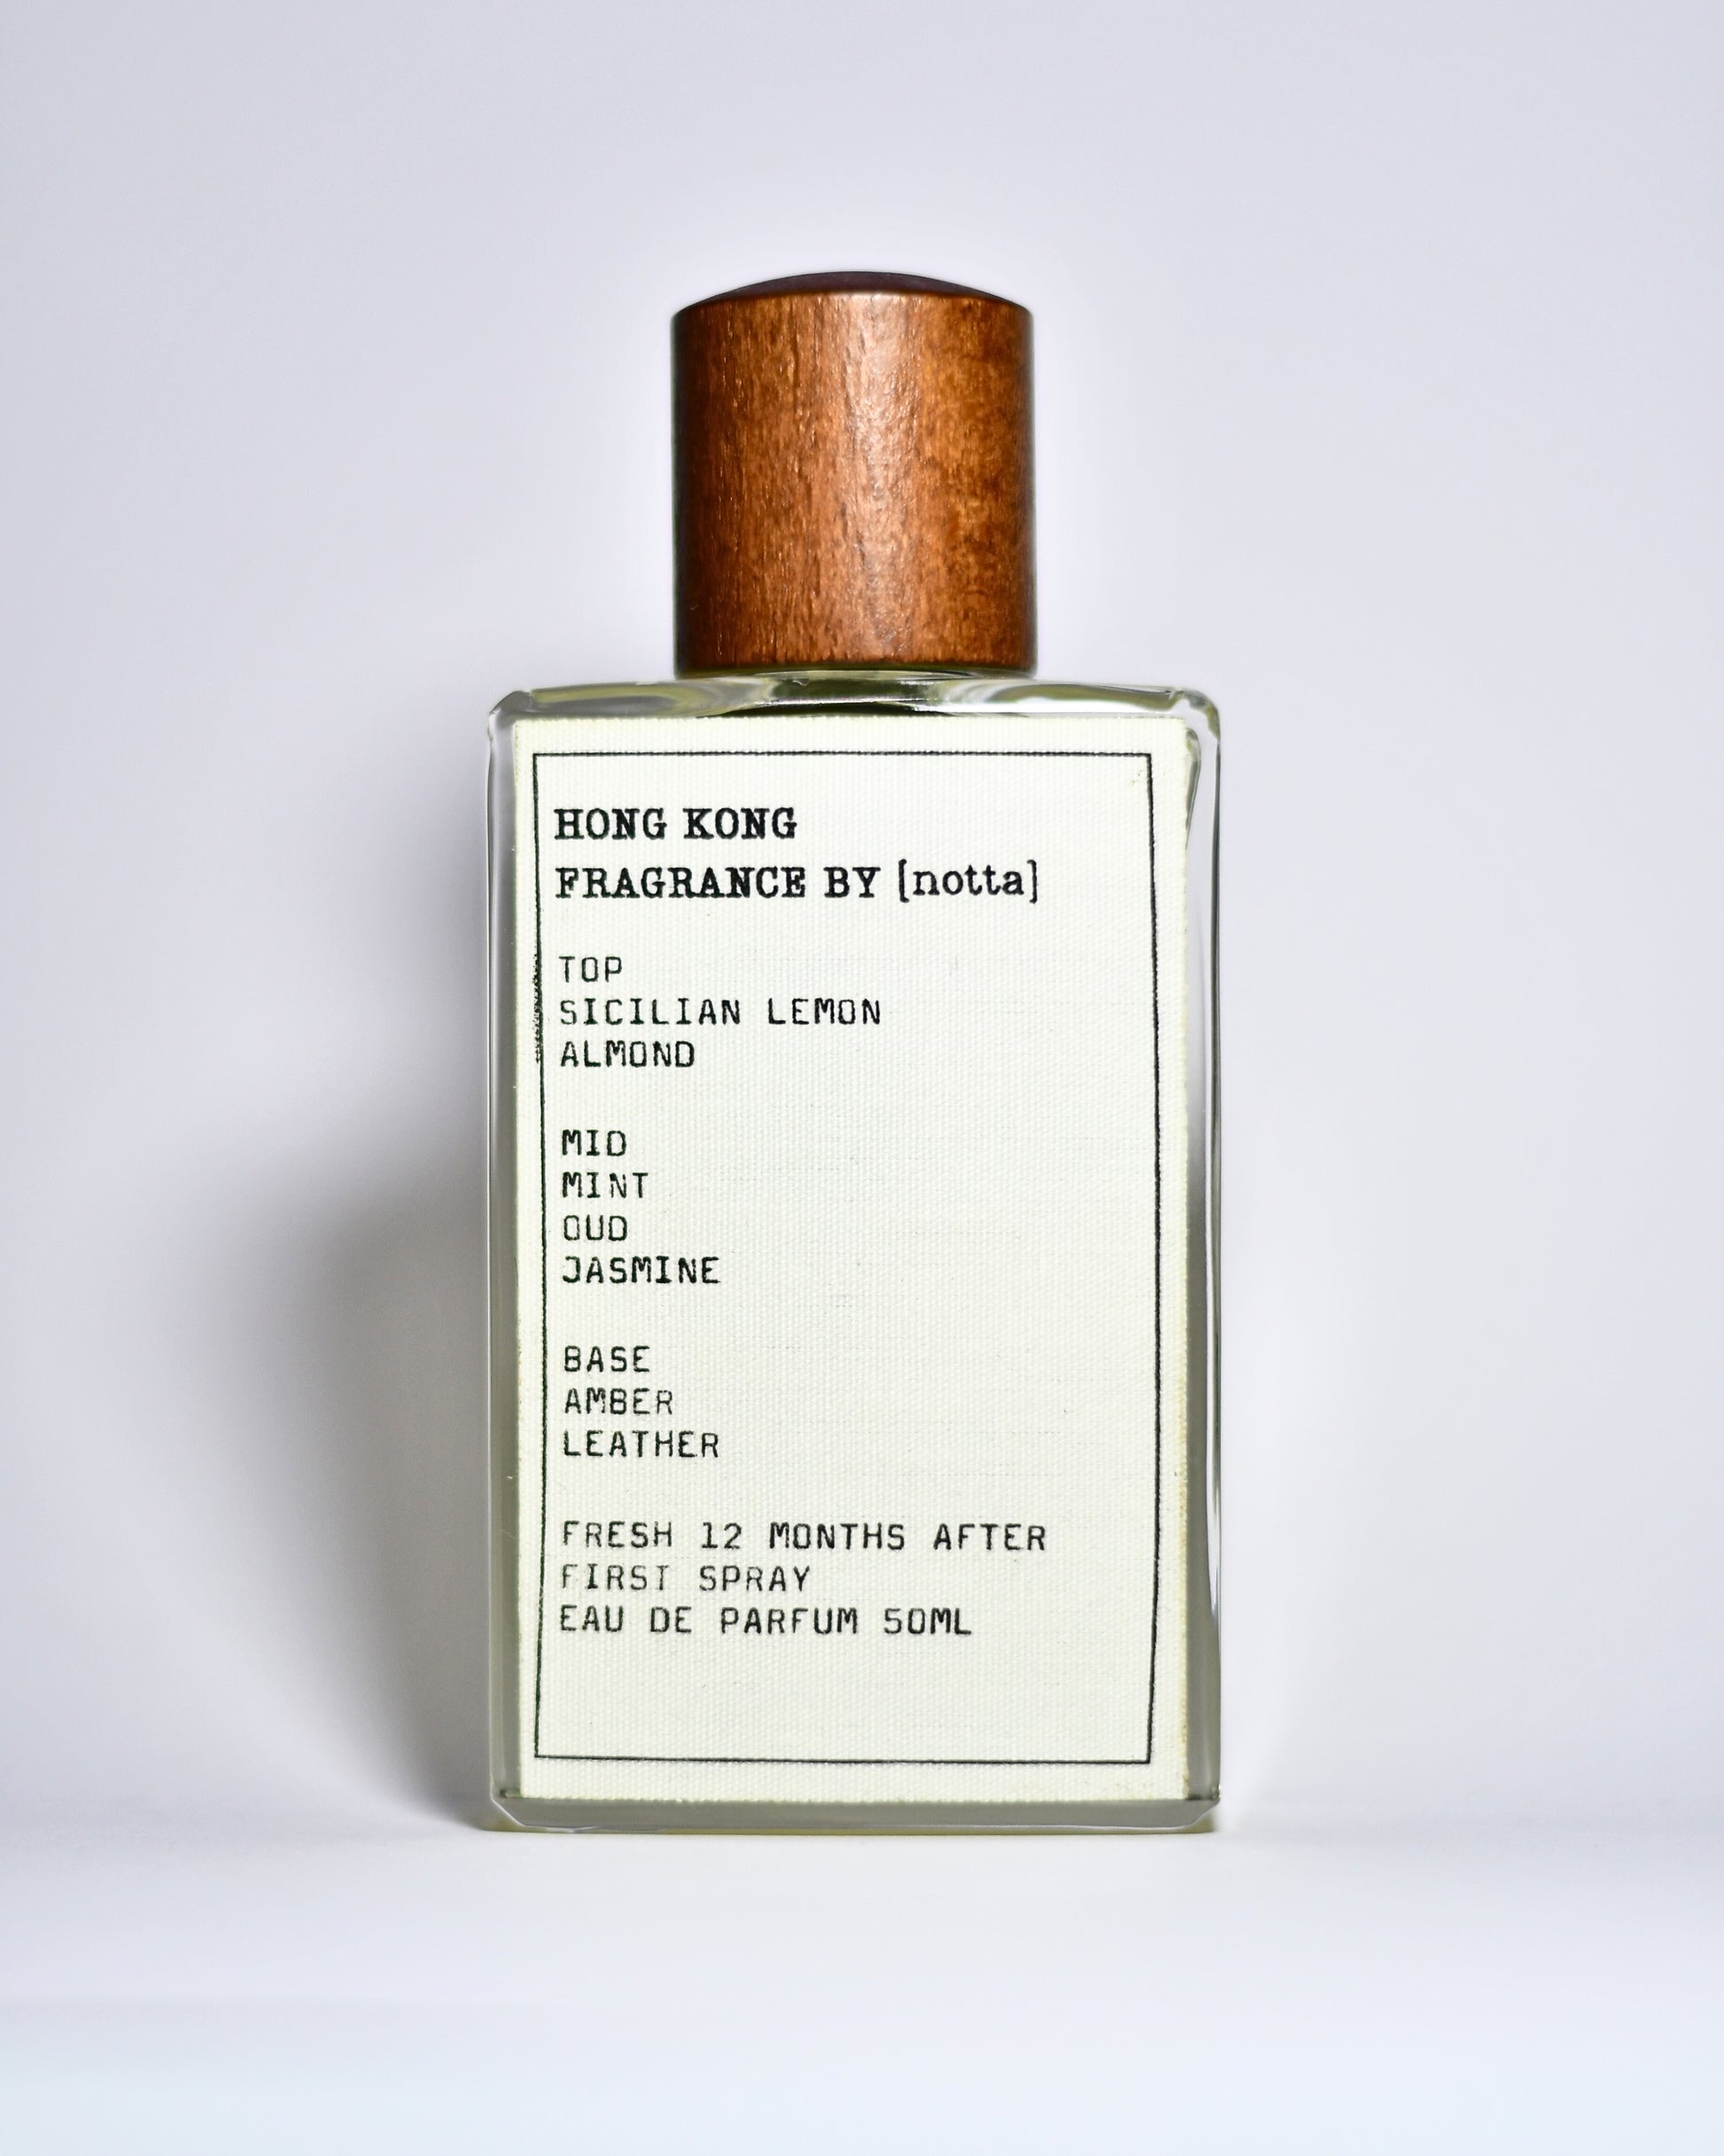 HONG KONG
FRAGRANCE BY [notta]
TOP
SICILIAN LEMON
ALMOND
MID
MINT
OUD
JASMINE
BASE
AMBER
LEATHER
FRESH 12 MONTHS AFTER
FIRST SPRAY
EAU DE PARFUM 50ML